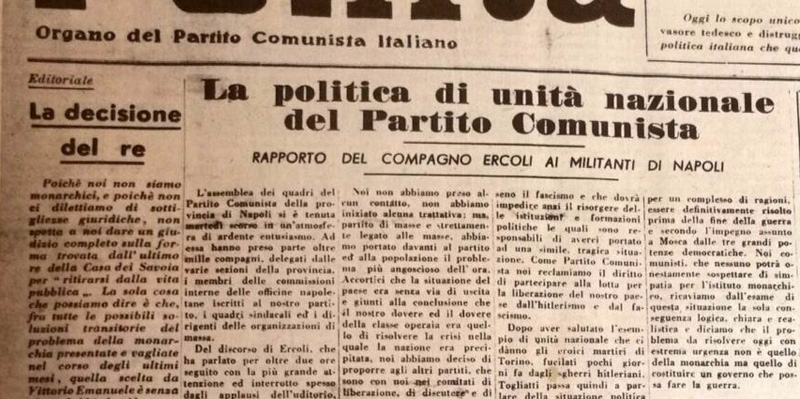 Organo del Partito Comunista Italiano
Oggi lo scopo unico
vasore tedesco e distrugg
politica italiana che qu
Editoriale
La decisione
del re
Poichè noi non siamo
monarchici, e poichè non
ci dilettiamo di sotti-
gliesse giuridiche, non
spetta a noi dare un giu-
dizio completo sulla for-
ma trovata dall'ultimo
re della Casa dei Savoia
per "ritirarsi dalla vita
pubblica „. La sola cosa
che possiamo dire è che,
fra tutte le possibili so-
luzioni transitorie del
problema della monar-
chia presentate e vagliate
nel corso degli ultimi
mesi, quella scelta da
Vittorio Emanuele è senza
La politica di unità nazionale
del Partito Comunista
RAPPORTO DEL COMPAGNO ERCOLI AI MILITANTI DI NAPOLI
L'assemblea dei quadri del
Partito Comunista della pro-
vincia di Napoli si è tenuta
martedì scorso in un'atmosfe-
ra di ardente entusiasmo. Ad
essa hanno preso parte oltre
mille compagni, delegati dalle
varie sezioni della provincia,
i membri delle commissioni
interne delle officine napole-
tane iscritti al nostro parti-
to, i quadri sindacali ed i di-
rigenti delle organizzazioni di
massa.
Del discorso di Ercoli, che
ha parlato per oltre due ore
seguito con la più grande at-
tenzione ed interrotto spesso
dagli applausi dell'uditorio,
Noi non abbiamo preso al-
cun contatto, non abbiamo
iniziato alcuna trattativa; ma,
partito di masse e strettamen-
te legato alle masse, abbia-
mo portato davanti al partito
ed alla popolazione il proble-
ma più angoscioso dell'ora.
Accortici che la situazione del
paese era senza via di uscita
e giunti alla conclusione che
il nostro dovere ed il dovere
della classe operaia era quel-
lo di risolvere la crisi nella
quale la nazione era preci-
pitata, noi abbiamo deciso di
proporre agli altri partiti, che
sono con noi nei comitati di
liberazione, di discutere e di
seno il fascismo e che dovrà
impedire anzi il risorgere del-
le istituzioni e formazioni
politiche le quali sono re-
sponsabili di averci portato
ad una simile, tragica situa-
zione. Come Partito Comuni-
sta noi reclamiamo il diritto
di partecipare alla lotta per
la liberazione del nostro pae-
se dall'hitlerismo e dal fa-
scismo.
Dopo aver salutato l'esem-
pio di unità nazionale che ci
dànno gli eroici martiri di
Torino, fucilati pochi gior-
ni fa dagli sgherri hitleriani,
Togliatti passa quindi a par-
lare della situazione politica
per un complesso di ragioni,
essere definitivamente risolto
prima della fine della guerra
e secondo l'impegno assunto
a Mosca dalle tre grandi po-
tenze democratiche. Noi co-
munisti, che nessuno potrà o-
nestamente sospettare di sim-
patia per l'istituto monarchi-
co, ricaviamo dall'esame di
questa situazione la sola con-
seguenza logica, chiara e rea-
listica e diciamo che il pro-
blema da risolvere oggi con
estrema urgenza non è quello
della monarchia ma quello di
costituire un governo che pos-
sa fare la guerra.